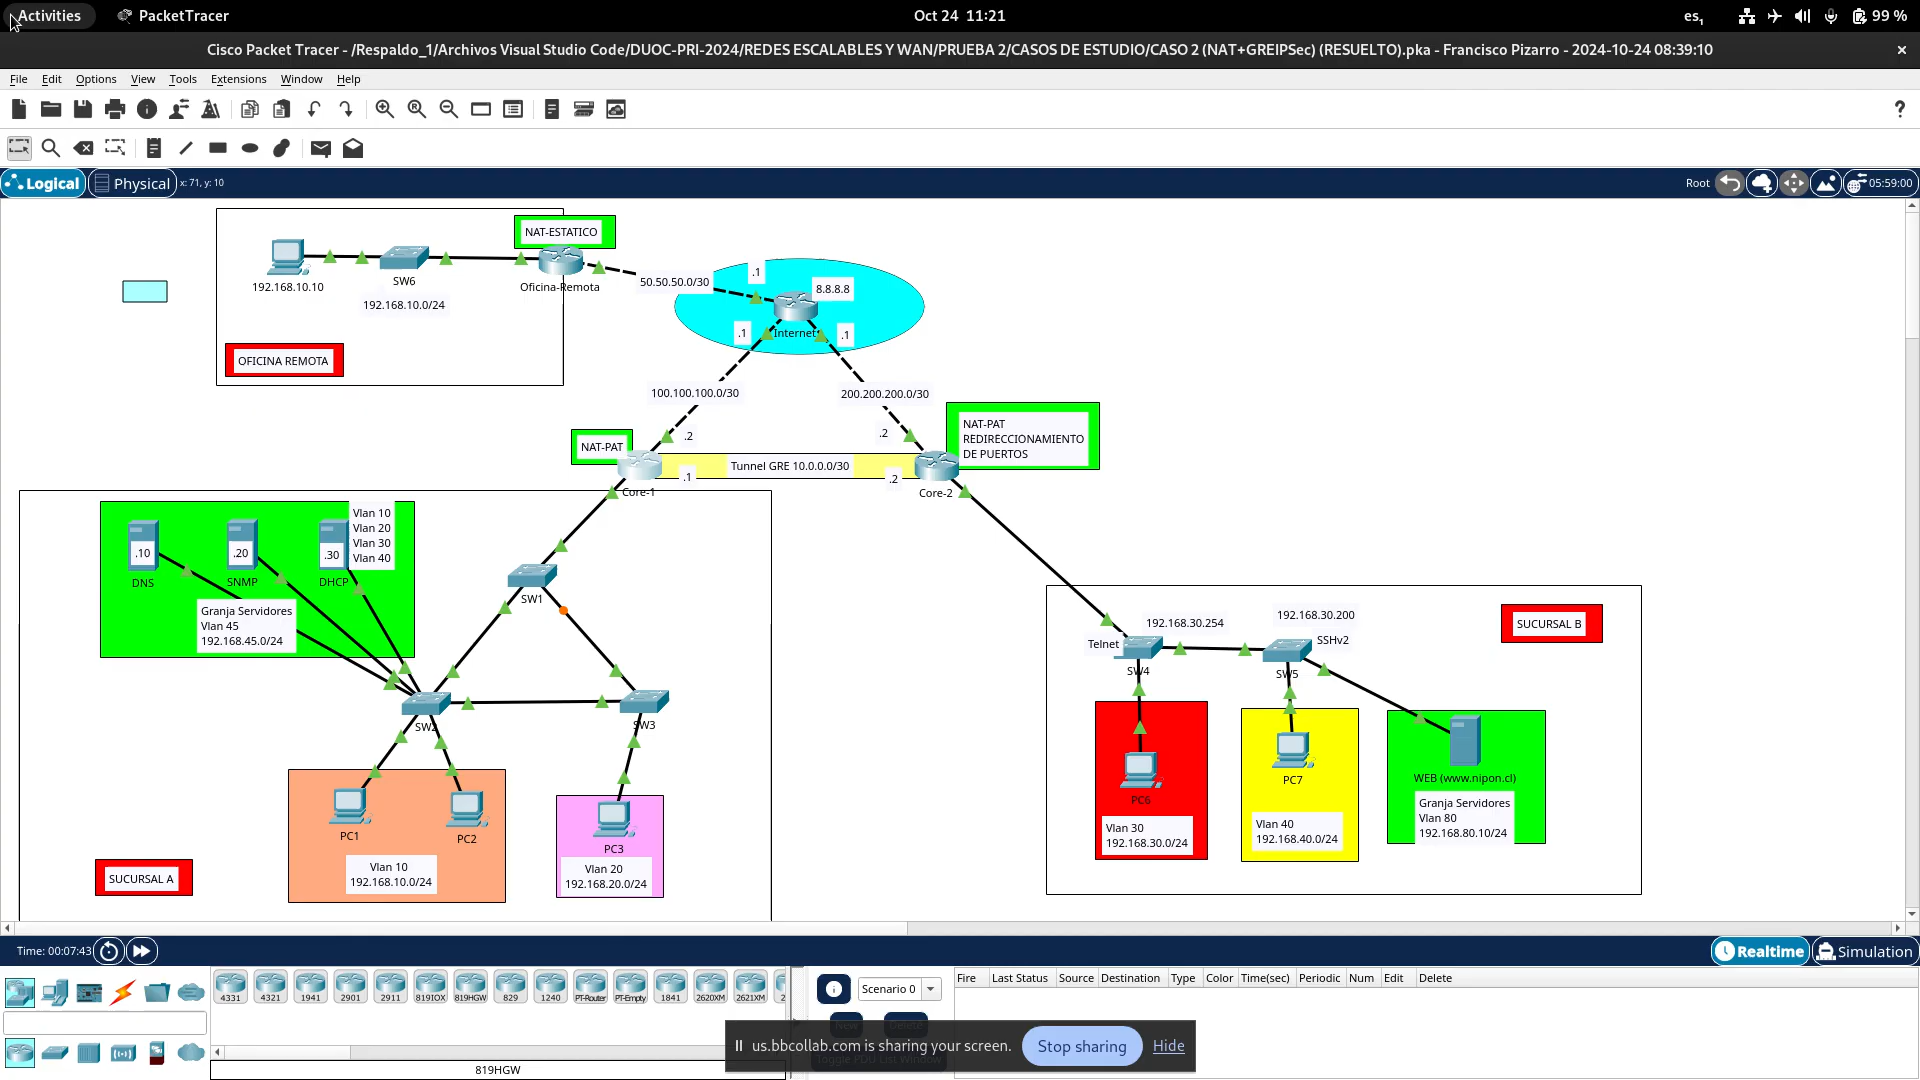 Activities
PacketTracer
Oct 24 11:21
es1
99 %
Cisco Packet Tracer - /Respaldo_1/Archivos Visual Studio Code/DUOC-PRI-2024/REDES ESCALABLES Y WAN/PRUEBA 2/CASOS DE ESTUDIO/CASO 2 (NAT+GREIPSec) (RESUELTO).pka - Francisco Pizarro - 2024-10-24 08:39:10
File Edit Options View Tools Extensions Window Help
Logical
Physical
x: 71, y: 10
Root
05:59:00
NAT-ESTATICO
192.168.10.10
SW6
192.168.10.0/24
Oficina-Remota
OFICINA REMOTA
50.50.50.0/30
.1
8.8.8.8
.1
Internet
.1
100.100.100.0/30
200.200.200.0/30
NAT-PAT
.2
.2
NAT-PAT
REDIRECCIONAMIENTO
DE PUERTOS
Tunnel GRE 10.0.0.0/30
.1
.2
Core-1
Core-2
.10
.20
.30
Vlan 10
Vlan 20
Vlan 30
Vlan 40
DNS
SNMP
DHCP
Granja Servidores
Vlan 45
192.168.45.0/24
SW1
SW2
SW3
PC1
PC2
Vlan 10
192.168.10.0/24
PC3
Vlan 20
192.168.20.0/24
SUCURSAL A
192.168.30.254
192.168.30.200
SUCURSAL B
Telnet
SSHv2
SW4
SW5
PC6
Vlan 30
192.168.30.0/24
PC7
Vlan 40
192.168.40.0/24
WEB (www.nipon.cl)
Granja Servidores
Vlan 80
192.168.80.10/24
Time: 00:07:43
Realtime
Simulation
4331 4321 1941 2901 2911 819IOX 819HGW 829 1240 PT-Router PT-Empty 1841 2620XM 2621XM 2
819HGW
Scenario 0
New
Delete
Fire Last Status Source Destination Type Color Time(sec) Periodic Num Edit Delete
us.bbcollab.com is sharing your screen.
Stop sharing
Hide